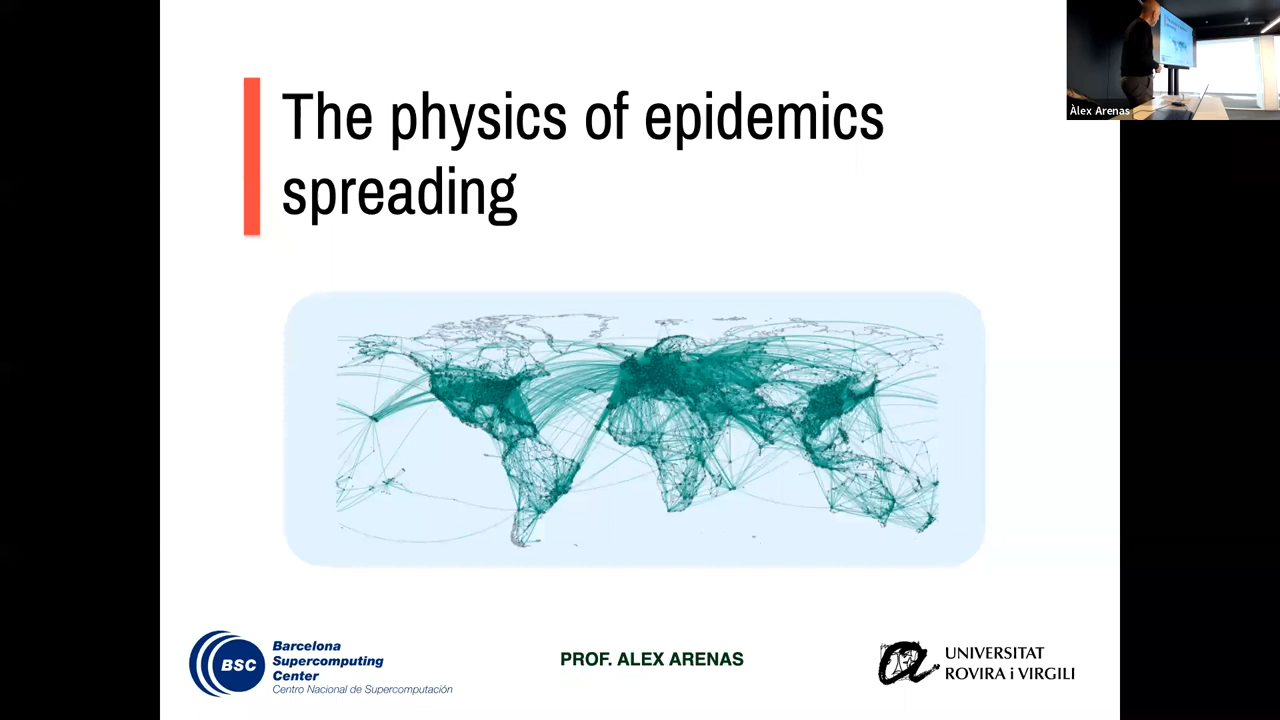 The physics of epidemics
spreading
Àlex Arenas
BSC
Barcelona
Supercomputing
Center
Centro Nacional de Supercomputación
PROF. ALEX ARENAS
UNIVERSITAT
ROVIRA i VIRGILI